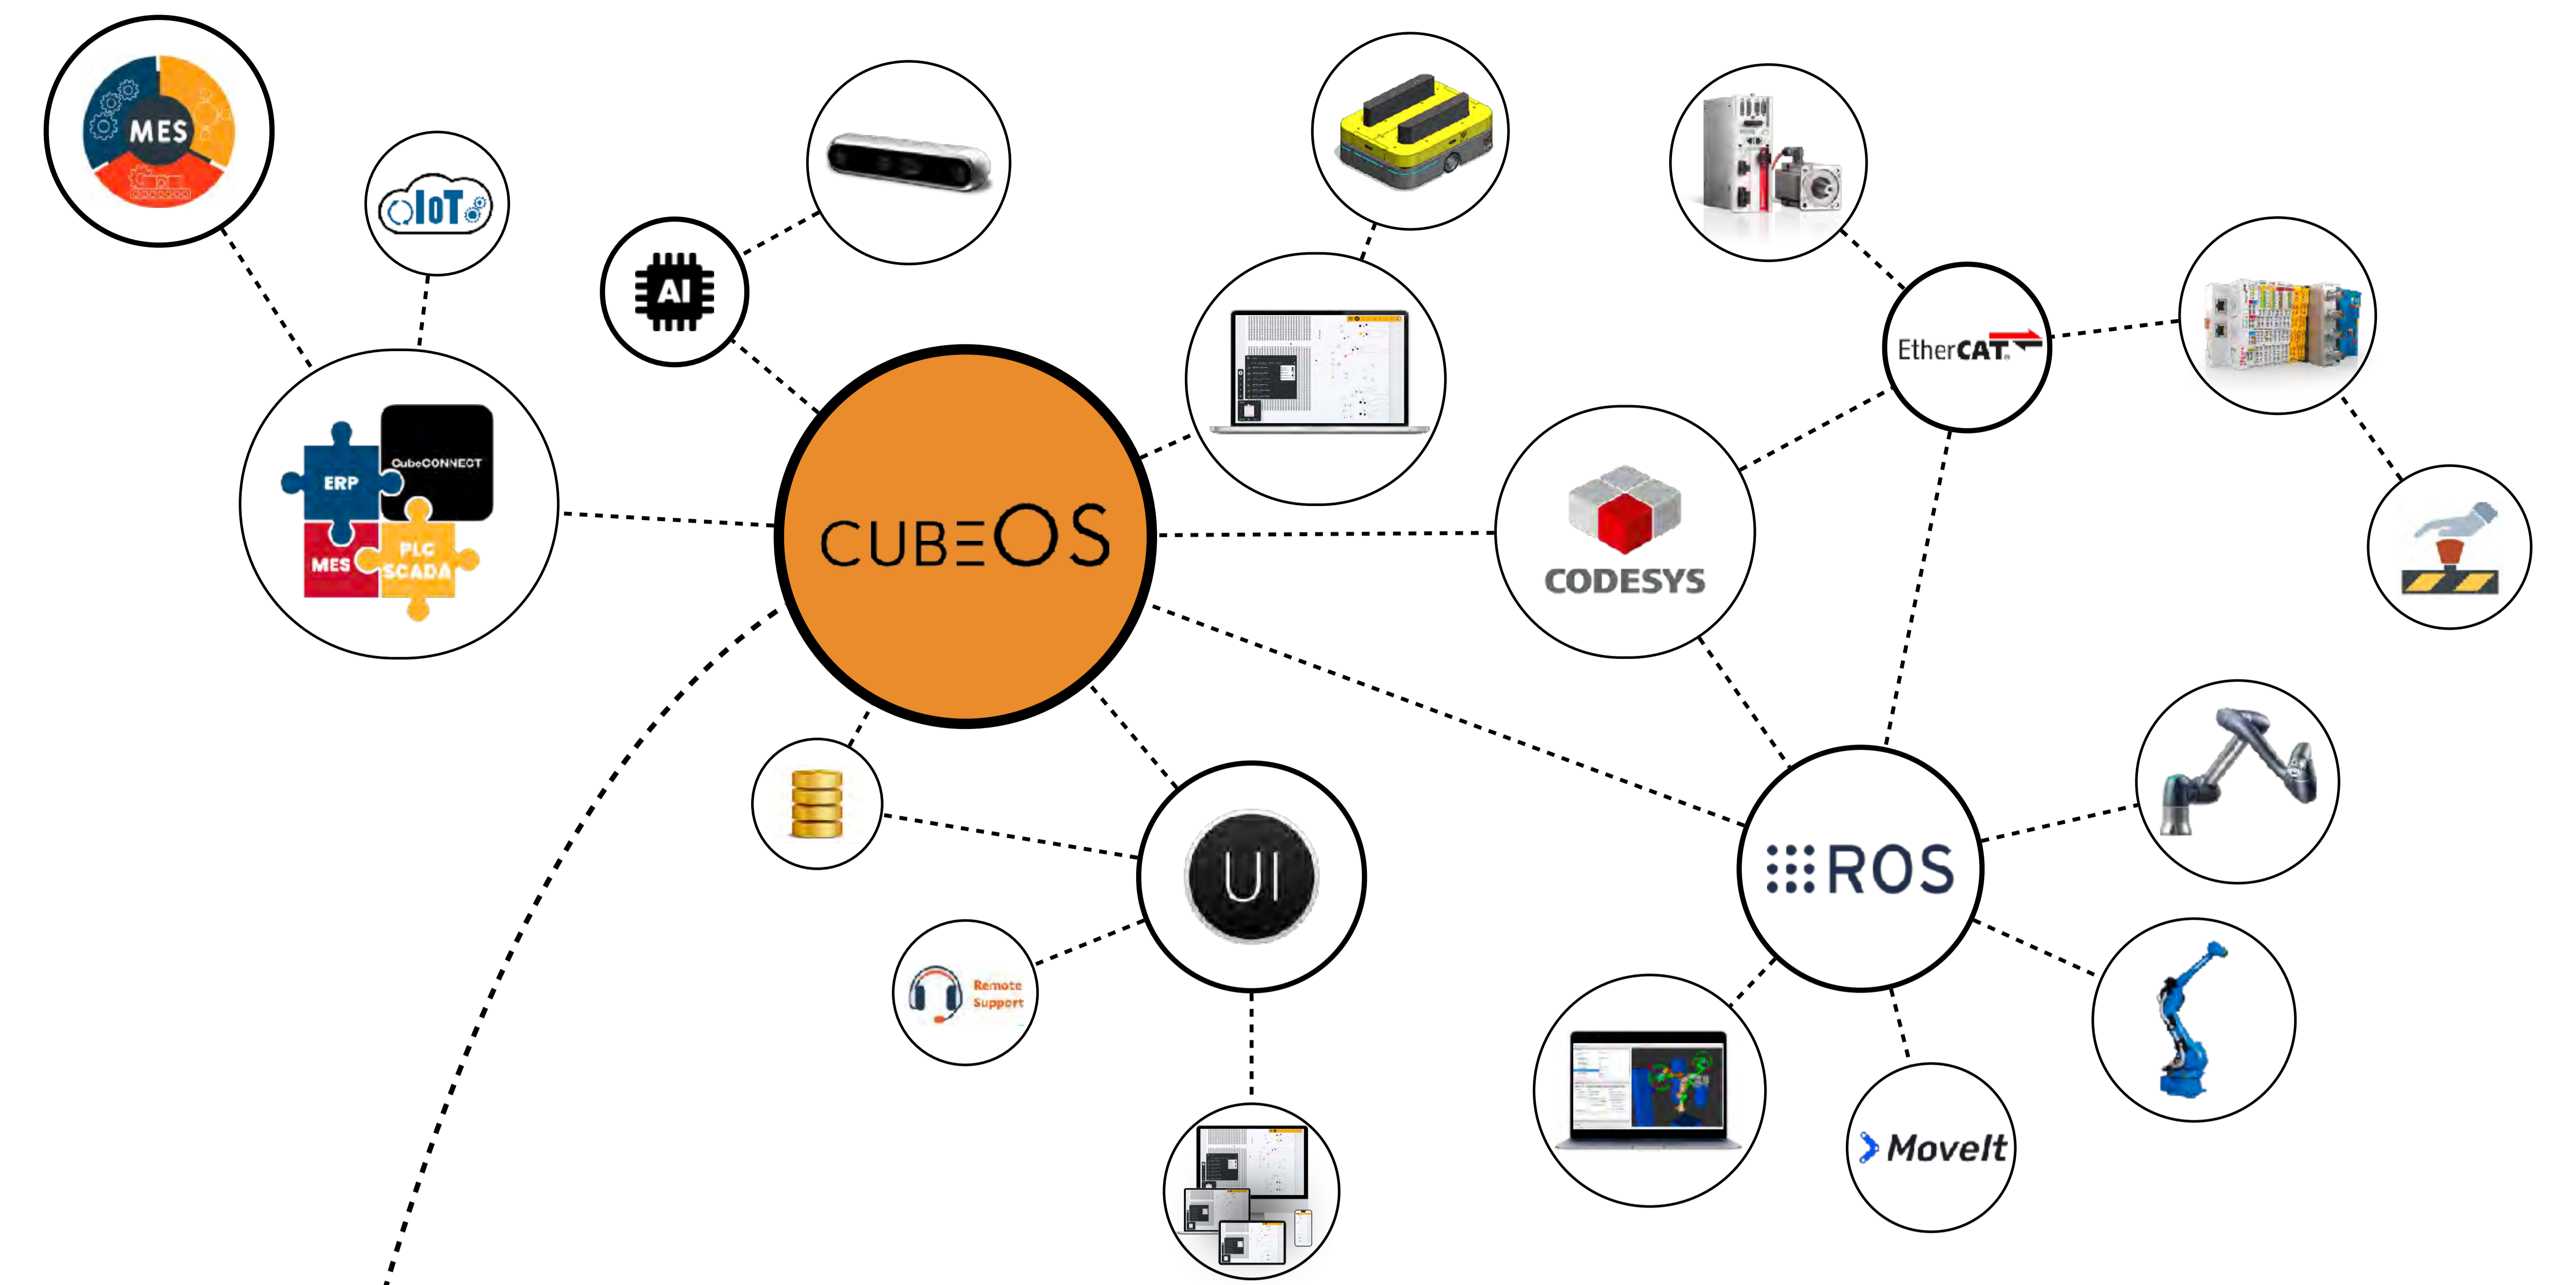 MES
IoT
AI
CubeCONNECT
ERP
MES
PLC
SCADA
CUBEOS
EtherCAT®
CODESYS
UI
Remote
Support
ROS
MoveIt